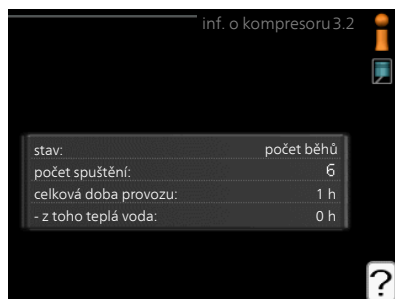 inf. o kompresoru 3.2
stav: počet běhů
počet spuštění: 6
celková doba provozu: 1 h
- z toho teplá voda: 0 h
?